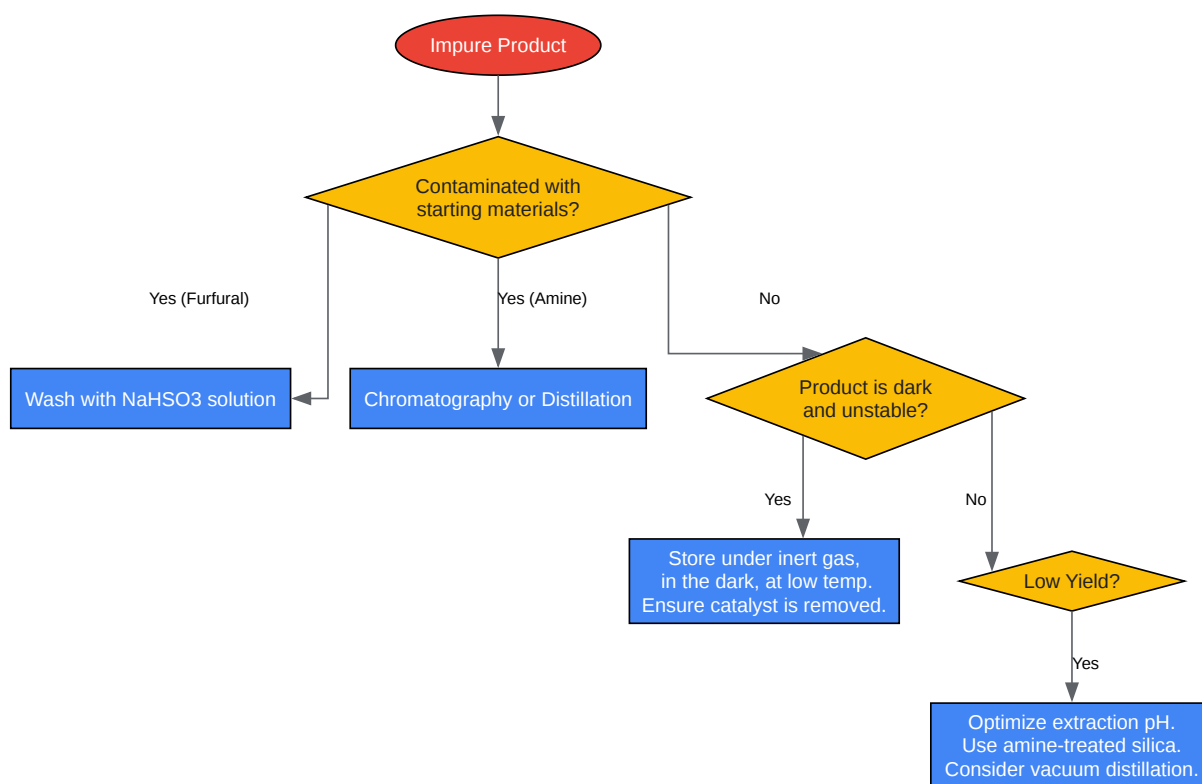 Impure Product
Contaminated with
starting materials?
Yes (Furfural)
Yes (Amine)
No
Wash with NaHSO3 solution
Chromatography or Distillation
Product is dark
and unstable?
Yes
No
Store under inert gas,
in the dark, at low temp.
Ensure catalyst is removed.
Low Yield?
Yes
Optimize extraction pH.
Use amine-treated silica.
Consider vacuum distillation.